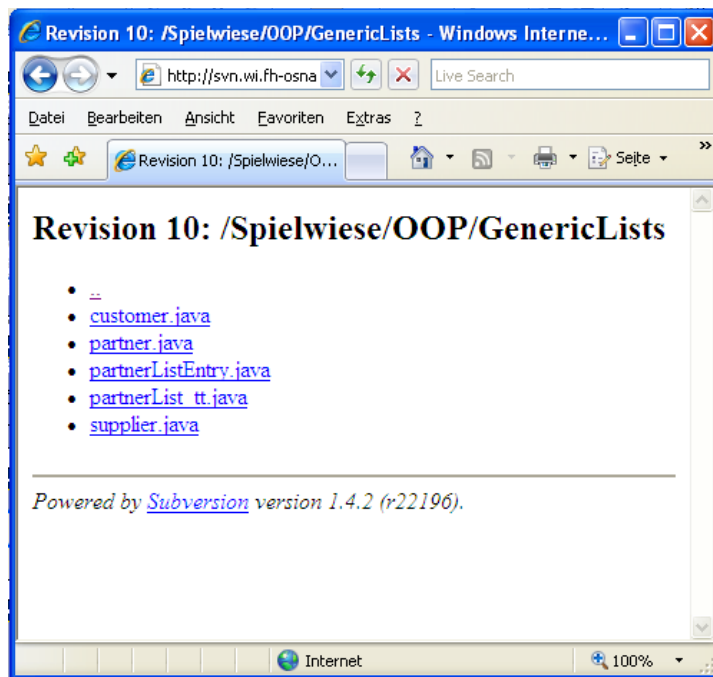 Revision 10: /Spielwiese/OOP/GenericLists - Windows Interne...
http://svn.wi.fh-osna
Live Search
Datei Bearbeiten Ansicht Favoriten Extras ?
Revision 10: /Spielwiese/O...
Seite
»
Revision 10: /Spielwiese/OOP/GenericLists
..
customer.java
partner.java
partnerListEntry.java
partnerList_tt.java
supplier.java
Powered by Subversion version 1.4.2 (r22196).
Internet 100%